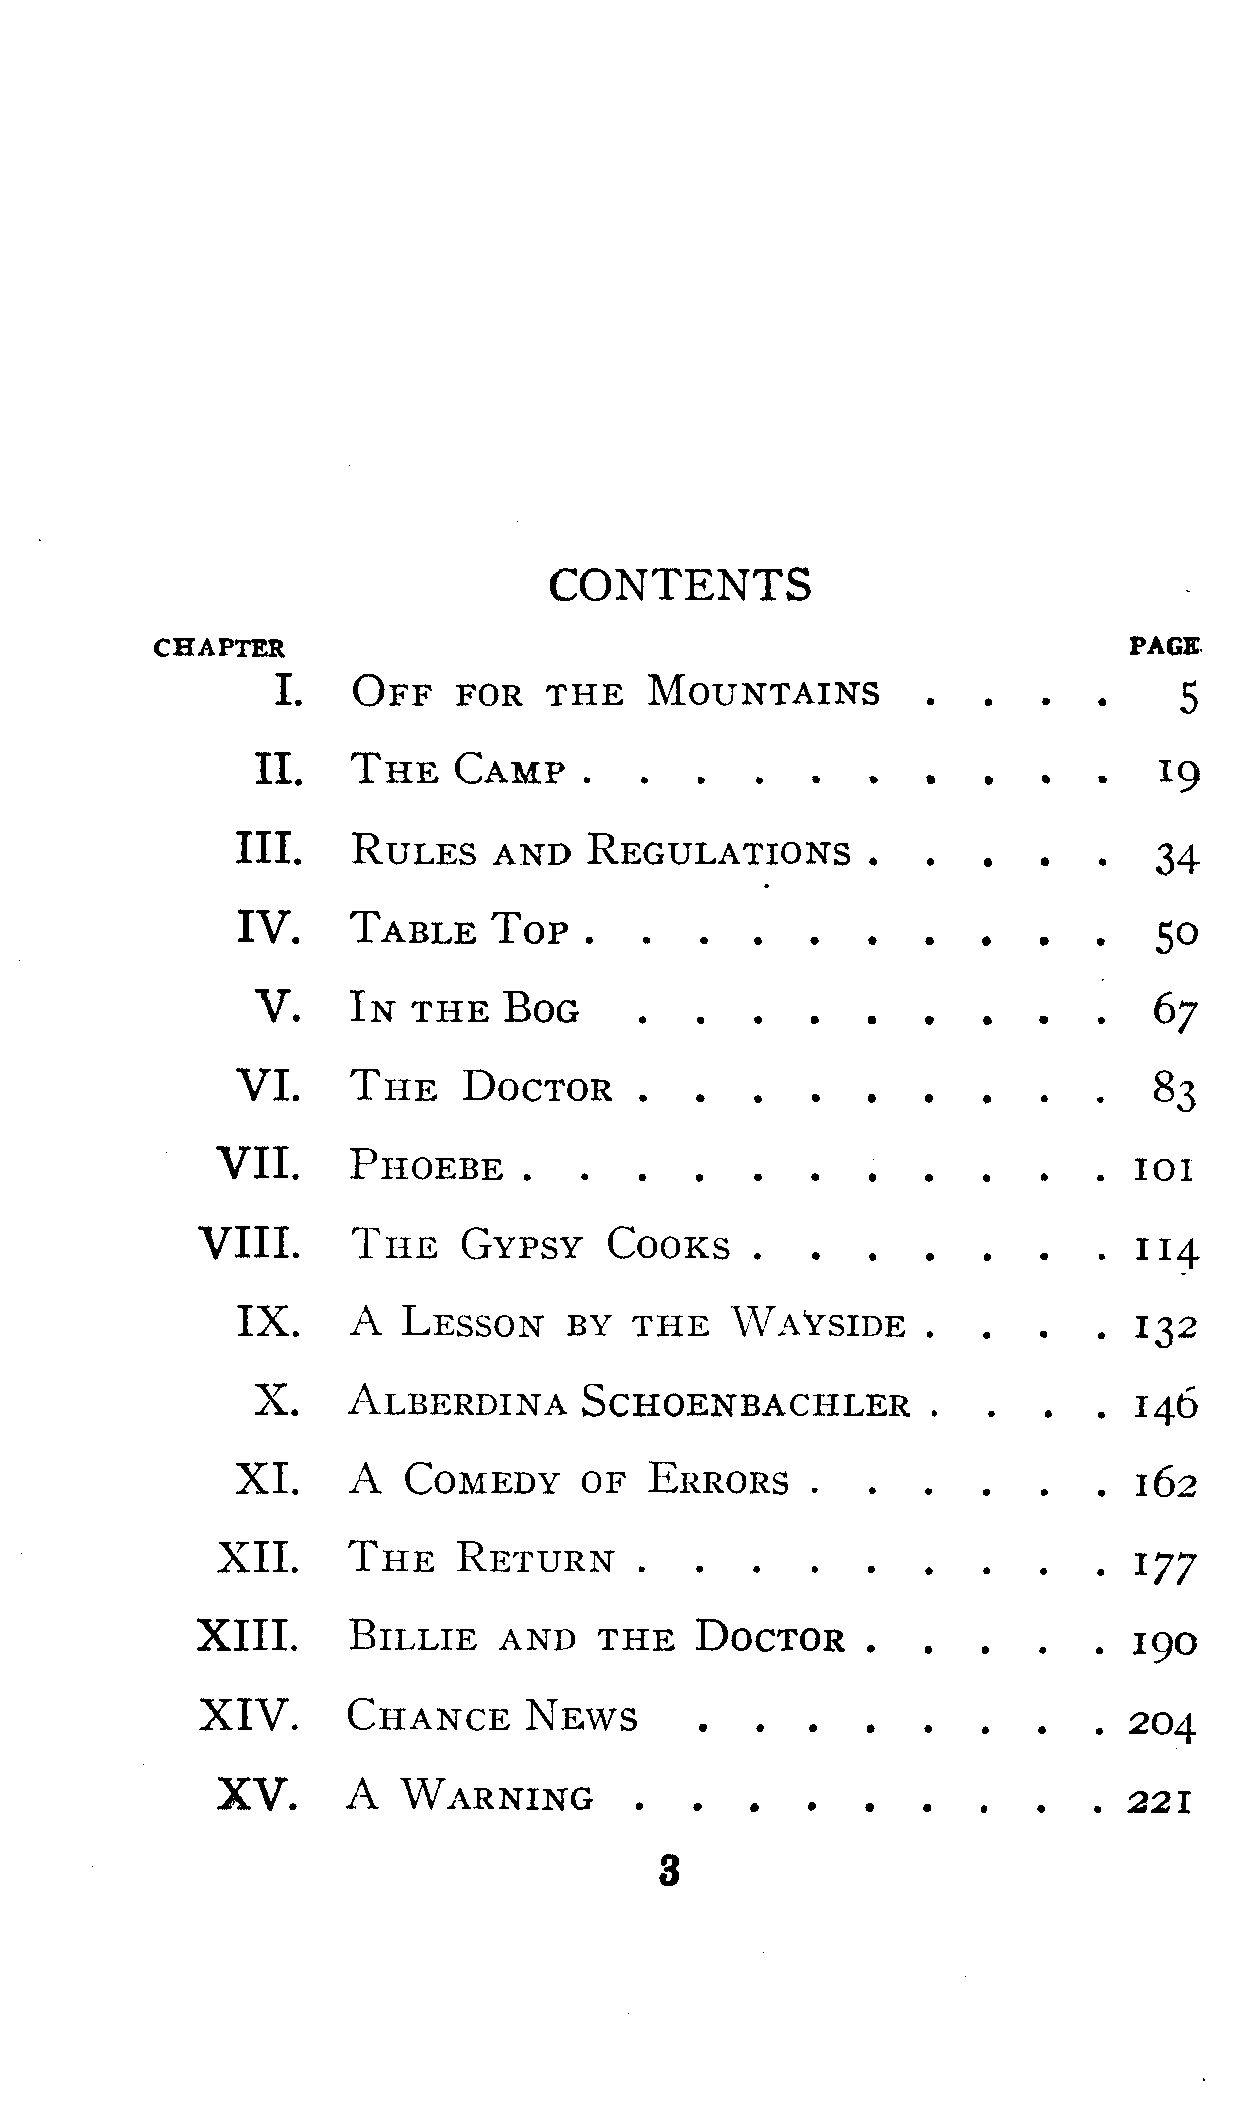 CONTENTS
CHAPTER PAGE
I. OFF FOR THE MOUNTAINS . . . . 5
II. THE CAMP . . . . . . . . . . 19
III. RULES AND REGULATIONS . . . . . 34
IV. TABLE TOP . . . . . . . . . . 50
V. IN THE BOG . . . . . . . . . 67
VI. THE DOCTOR . . . . . . . . . 83
VII. PHOEBE . . . . . . . . . . . 101
VIII. THE GYPSY COOKS . . . . . . . 114
IX. A LESSON BY THE WAYSIDE . . . . 132
X. ALBERDINA SCHOENBACHLER . . . . 146
XI. A COMEDY OF ERRORS . . . . . . 162
XII. THE RETURN . . . . . . . . . 177
XIII. BILLIE AND THE DOCTOR . . . . . 190
XIV. CHANCE NEWS . . . . . . . . 204
XV. A WARNING . . . . . . . . . 221
3